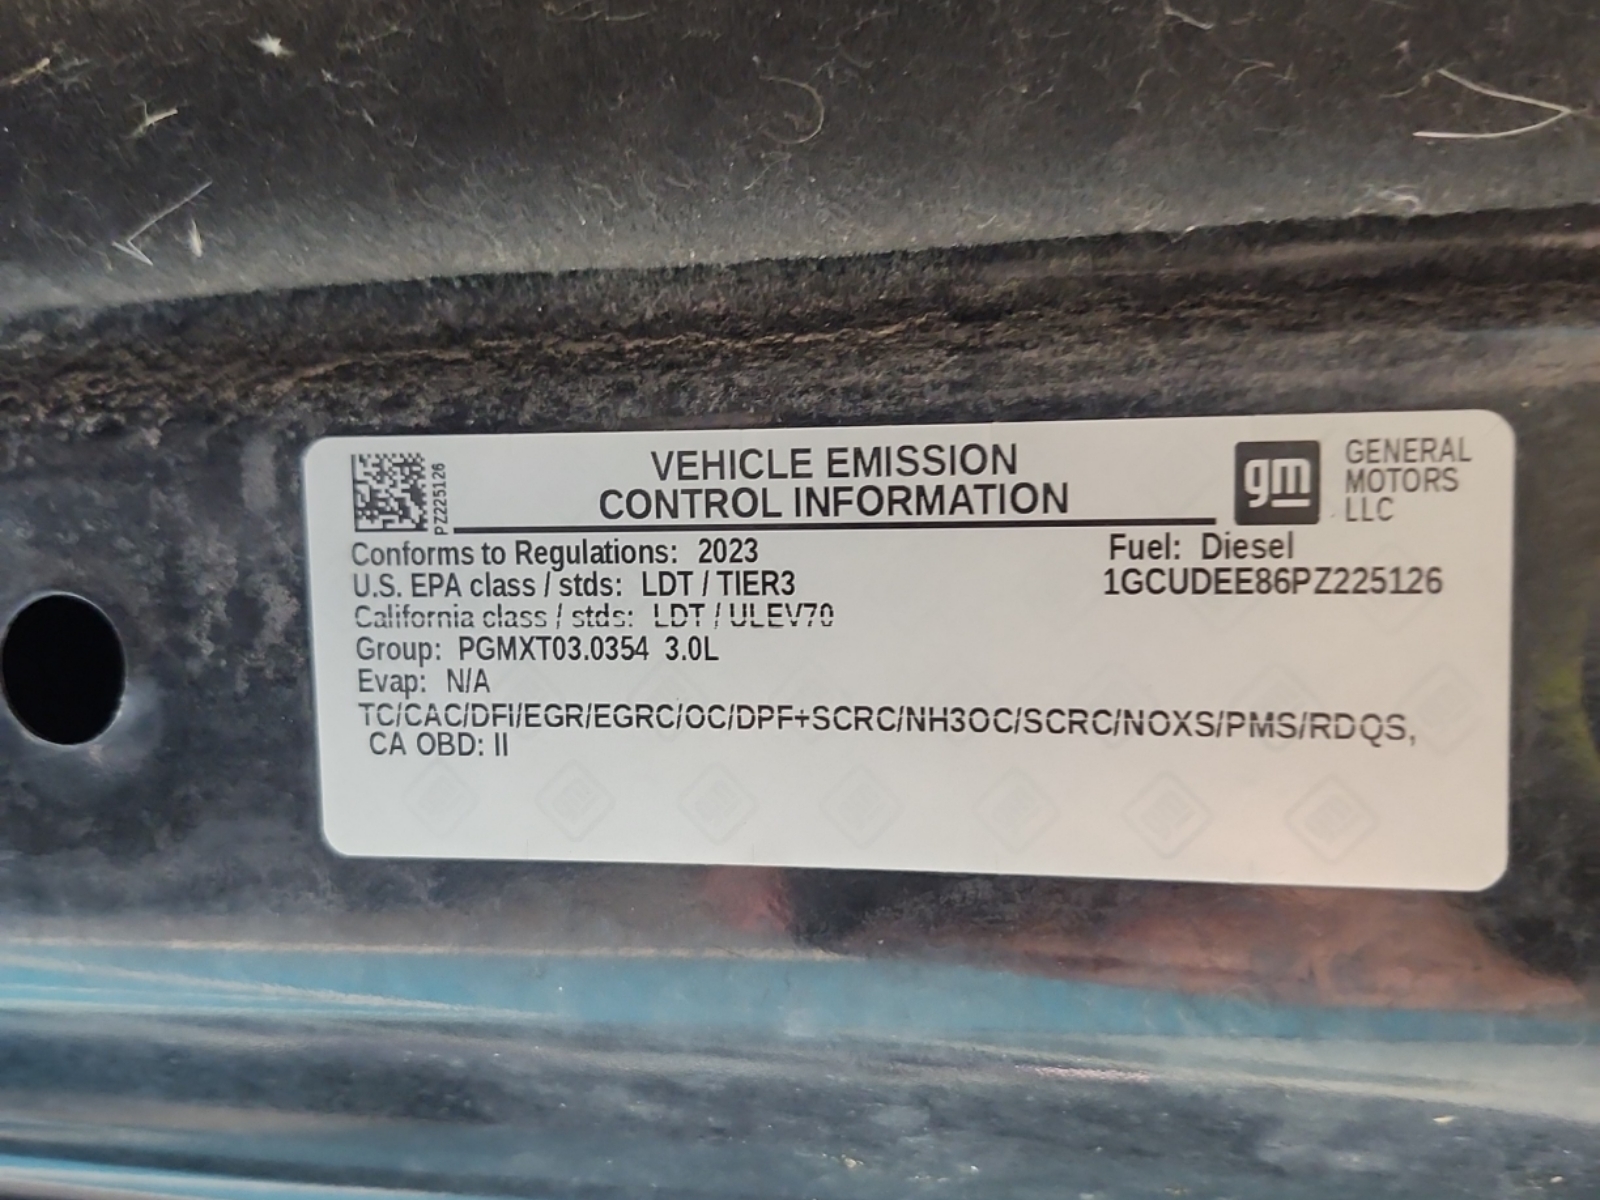 PZ225126
VEHICLE EMISSION
CONTROL INFORMATION
gm
GENERAL
MOTORS
LLC
Conforms to Regulations: 2023
Fuel: Diesel
U.S. EPA class / stds: LDT / TIER3
1GCUDEE86PZ225126
California class / stds: LDT / ULEV70
Group: PGMXT03.0354 3.0L
Evap: N/A
TC/CAC/DFI/EGR/EGRC/OC/DPF+SCRC/NH3OC/SCRC/NOXS/PMS/RDQS,
CA OBD: II